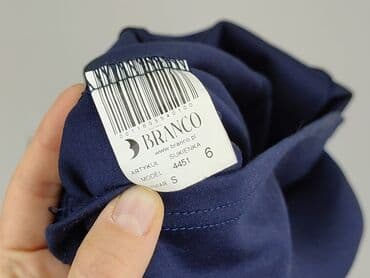 BRANCO
www.branco.pl
ARTYKUŁ SUKIENKA
MODEL 4451 6
S